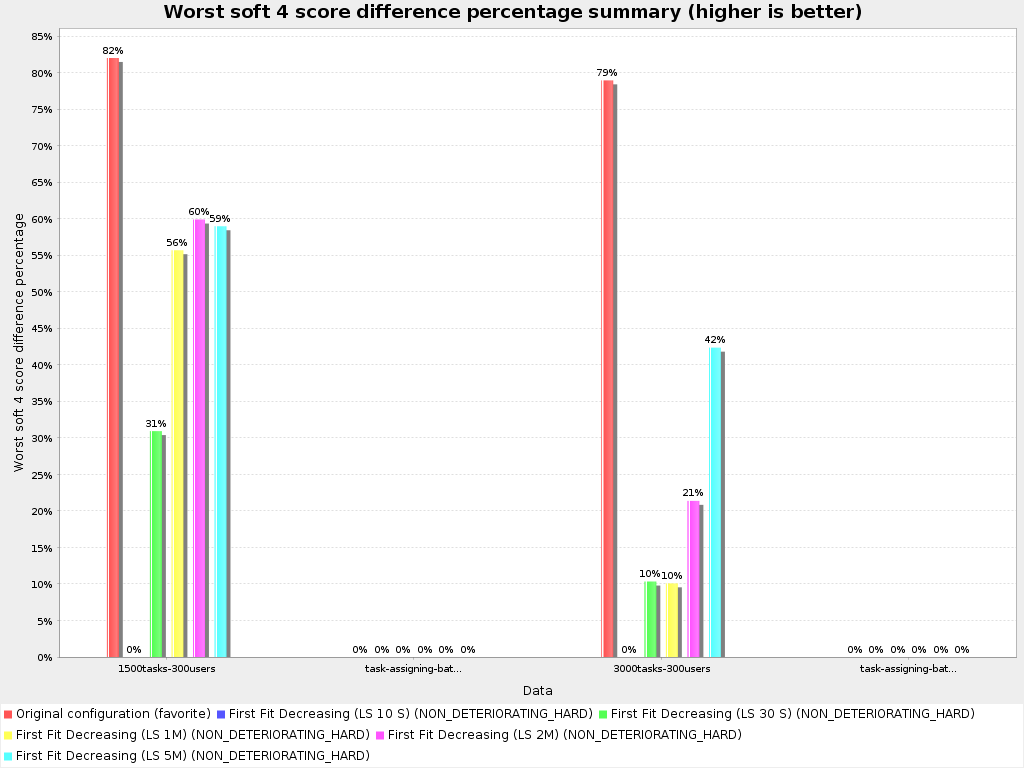 Worst soft 4 score difference percentage summary (higher is better)
Worst soft 4 score difference percentage
85%
80%
75%
70%
65%
60%
55%
50%
45%
40%
35%
30%
25%
20%
15%
10%
5%
0%
82%
0%
31%
56%
60%
59%
0% 0% 0% 0% 0% 0%
79%
0%
10%
10%
21%
42%
0% 0% 0% 0% 0% 0%
1500tasks-300users
task-assigning-bat...
3000tasks-300users
task-assigning-bat...
Data
Original configuration (favorite) First Fit Decreasing (LS 10 S) (NON_DETERIORATING_HARD) First Fit Decreasing (LS 30 S) (NON_DETERIORATING_HARD)
First Fit Decreasing (LS 1M) (NON_DETERIORATING_HARD) First Fit Decreasing (LS 2M) (NON_DETERIORATING_HARD)
First Fit Decreasing (LS 5M) (NON_DETERIORATING_HARD)